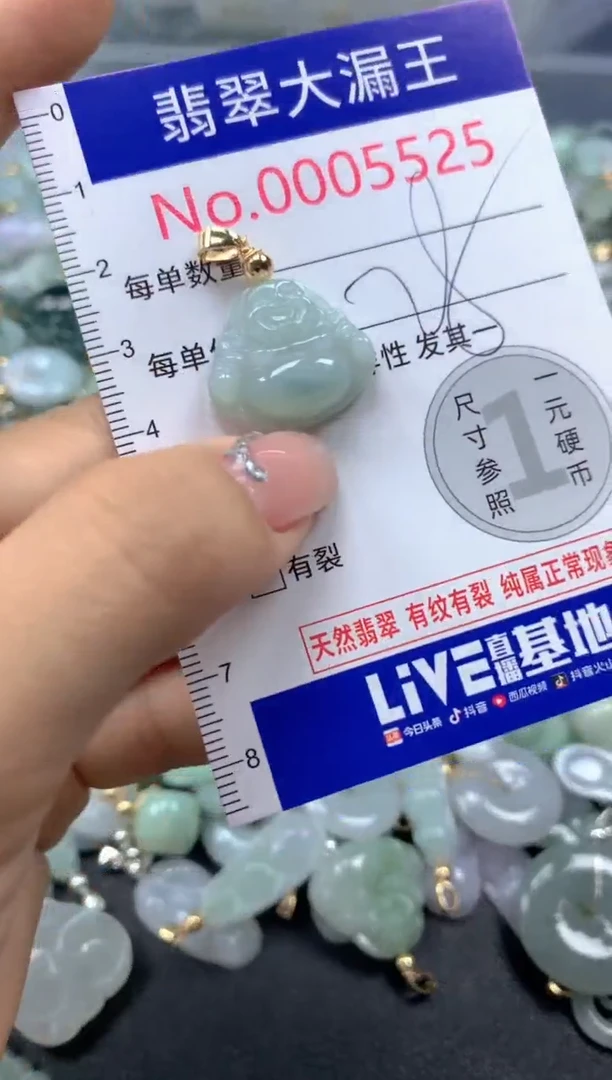 翡翠大漏王
No.0005525
每单数量
每单
性 发其一
尺寸参照
1
一元硬币
有裂
天然翡翠 有纹有裂 纯属正常现象
LiVE直播基地
今日头条 抖音 西瓜视频 抖音火山
0
1
2
3
4
7
8